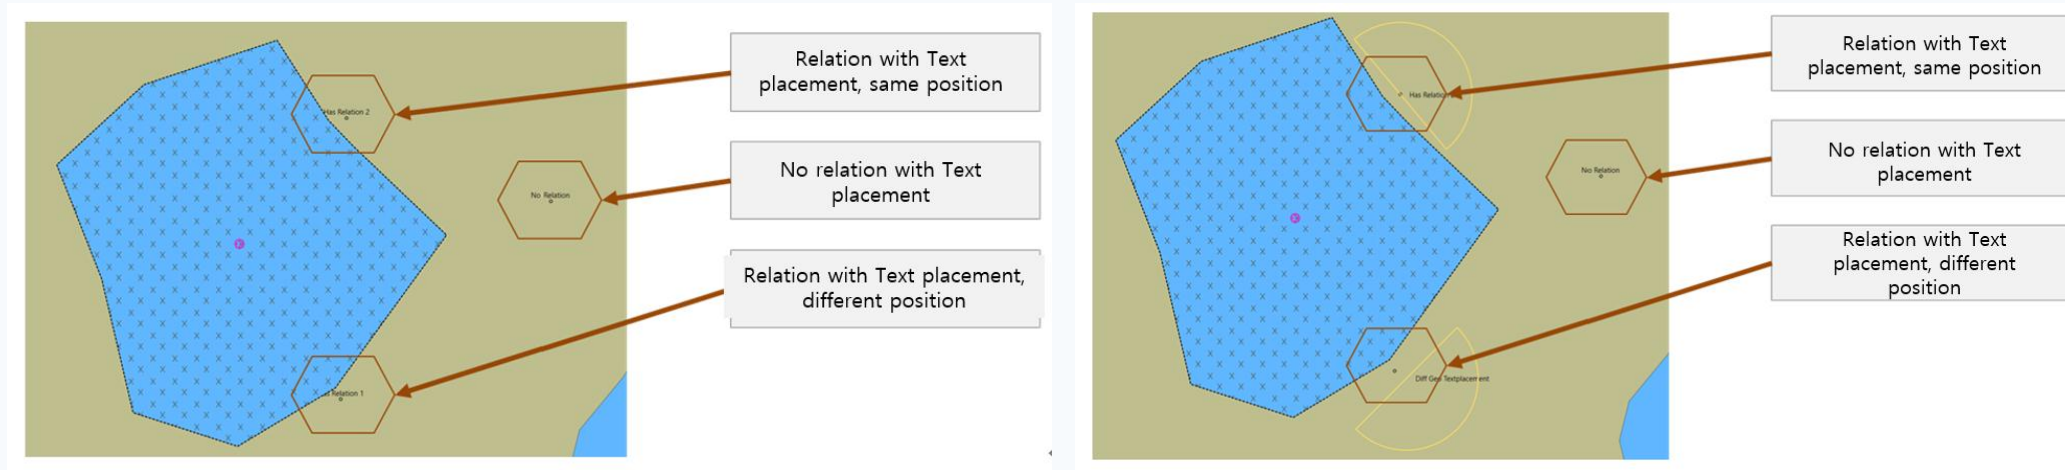 Relation with Text
placement, same position
Has Relation 2
No relation with Text
placement
No Relation
Relation with Text placement,
different position
Relation 1
Relation with Text
placement, same position
Has
No relation with Text
placement
No Relation
Relation with Text
placement, different
position
Diff Geo Textplacement